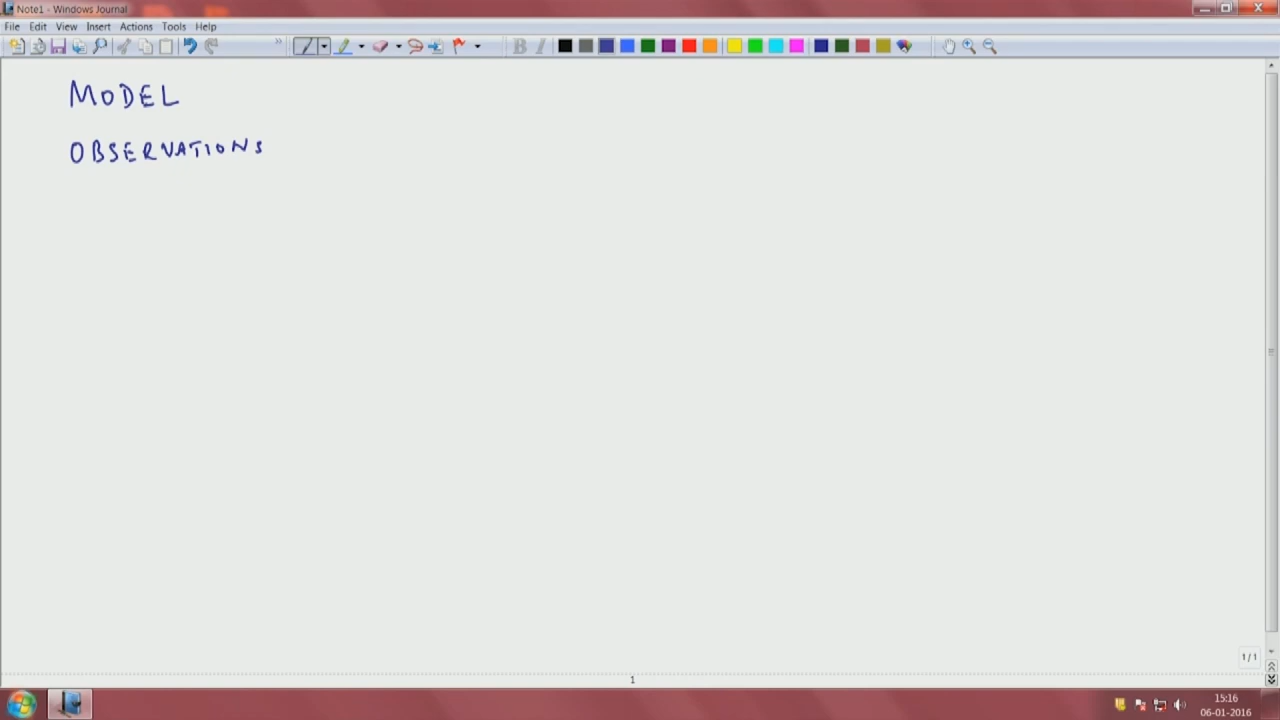 Note1 - Windows Journal
File Edit View Insert Actions Tools Help
B I
MODEL
OBSERVATIONS
1/1
1
15:16
06-01-2016